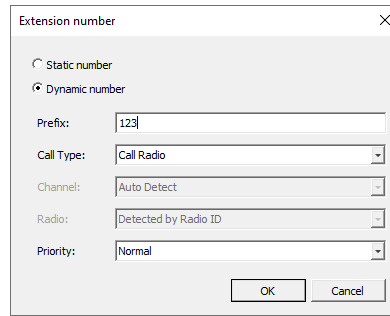 Extension number
Static number
Dynamic number
Prefix: 123
Call Type: Call Radio
Channel: Auto Detect
Radio: Detected by Radio ID
Priority: Normal
OK Cancel